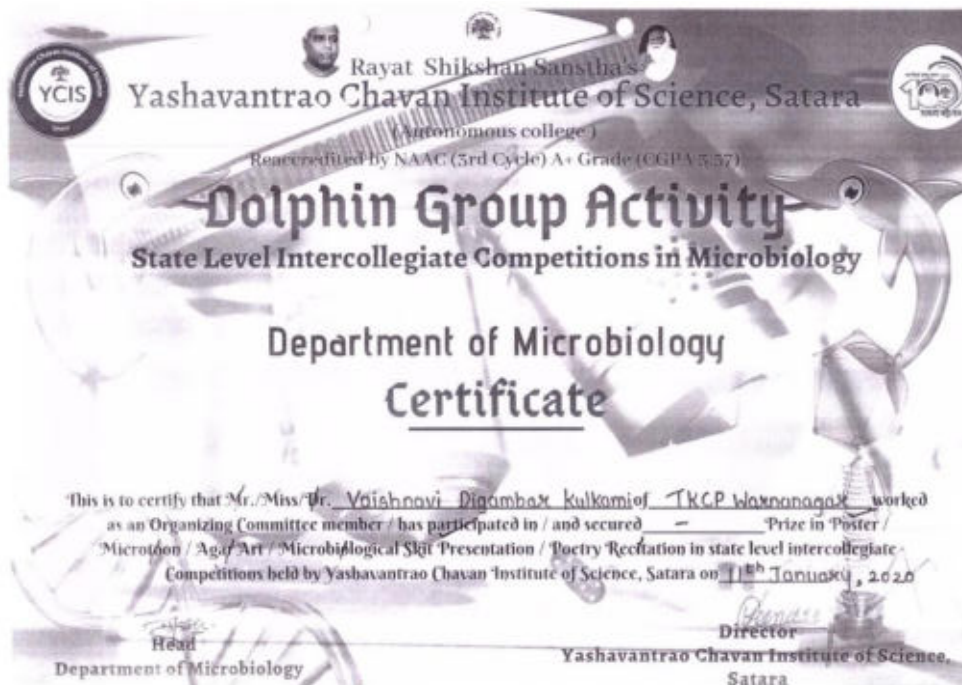 YCIS
Rayat Shikshan Sanstha's
Yashavantrao Chavan Institute of Science, Satara
(Autonomous college)
Reaccredited by NAAC (3rd Cycle) A+ Grade (CGPA 3.57)
Dolphin Group Activity
State Level Intercollegiate Competitions in Microbiology
Department of Microbiology
Certificate
This is to certify that Mr./Miss/Dr. Vaishnavi Digambar Kulkarni of TKCP Warnanagar worked
as an Organizing Committee member / has participated in / and secured - Prize in Poster /
Microthon / Agar Art / Microbiological Skit Presentation / Poetry Recitation in state level intercollegiate
Competitions held by Yashavantrao Chavan Institute of Science, Satara on 11th January, 2020
Head
Department of Microbiology
Director
Yashavantrao Chavan Institute of Science,
Satara